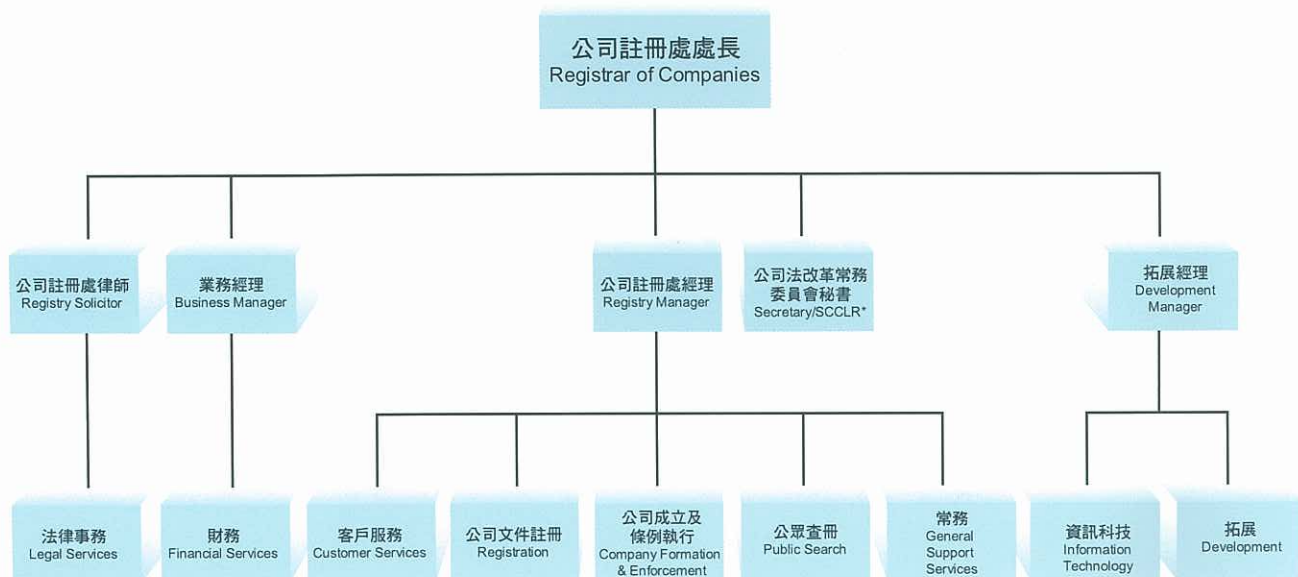 公司註冊處處長
Registrar of Companies
公司註冊處律師
Registry Solicitor
業務經理
Business Manager
公司註冊處經理
Registry Manager
公司法改革常務
委員會秘書
Secretary/SCCLR*
拓展經理
Development
Manager
法律事務
Legal Services
財務
Financial Services
客戶服務
Customer Services
公司文件註冊
Registration
公司成立及
條例執行
Company Formation
& Enforcement
公眾查冊
Public Search
常務
General
Support
Services
資訊科技
Information
Technology
拓展
Development